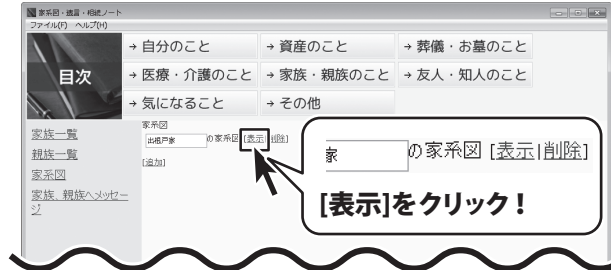 家系図・遺言・相続ノート
ファイル(F) ヘルプ(H)
目次
→ 自分のこと → 資産のこと → 葬儀・お墓のこと
→ 医療・介護のこと → 家族・親族のこと → 友人・知人のこと
→ 気になること → その他
家族一覧
親族一覧
家系図
家族、親族へメッセージ
家系図
出祖戸家 の家系図 [表示|削除]
[追加]
家 の家系図 [表示|削除]
[表示]をクリック!